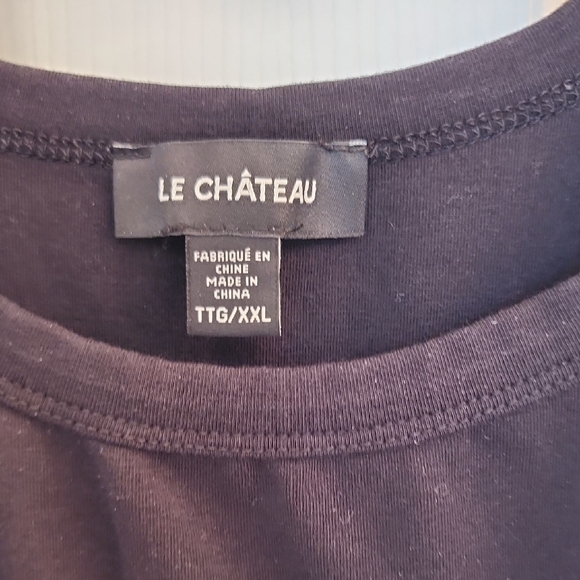 LE CHÂTEAU
FABRIQUÉ EN
CHINE
MADE IN
CHINA
TTG/XXL